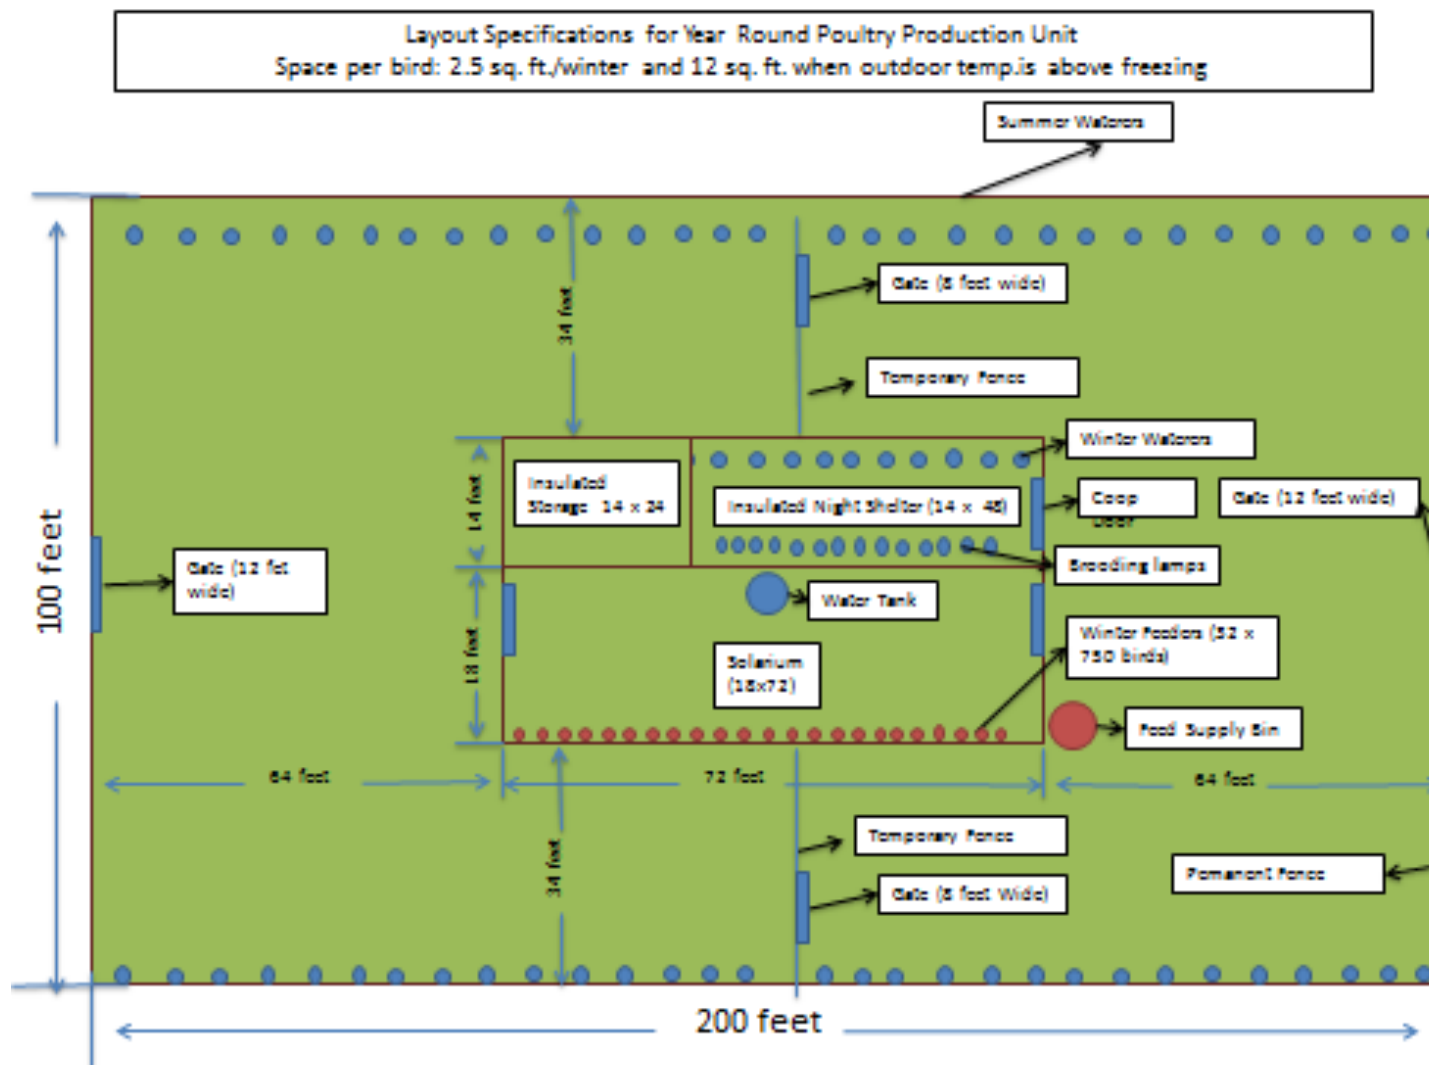 Layout Specifications for Year Round Poultry Production Unit
Space per bird: 2.5 sq. ft./winter and 12 sq. ft. when outdoor temp.is above freezing
Summer Waterers
34 feet
Gate (8 feet wide)
Temporary Fence
Winter Waterers
Insulated
Storage 14 x 24
14 feet
Insulated Night Shelter (14 x 48)
Coop
Door
Gate (12 feet wide)
100 feet
Gate (12 fet
wide)
Brooding lamps
Water Tank
18 feet
Solarium
(18x72)
Winter Feeders (32 x
750 birds)
Feed Supply Bin
64 feet
72 feet
64 feet
34 feet
Temporary Fence
Gate (8 feet Wide)
Permanent Fence
200 feet